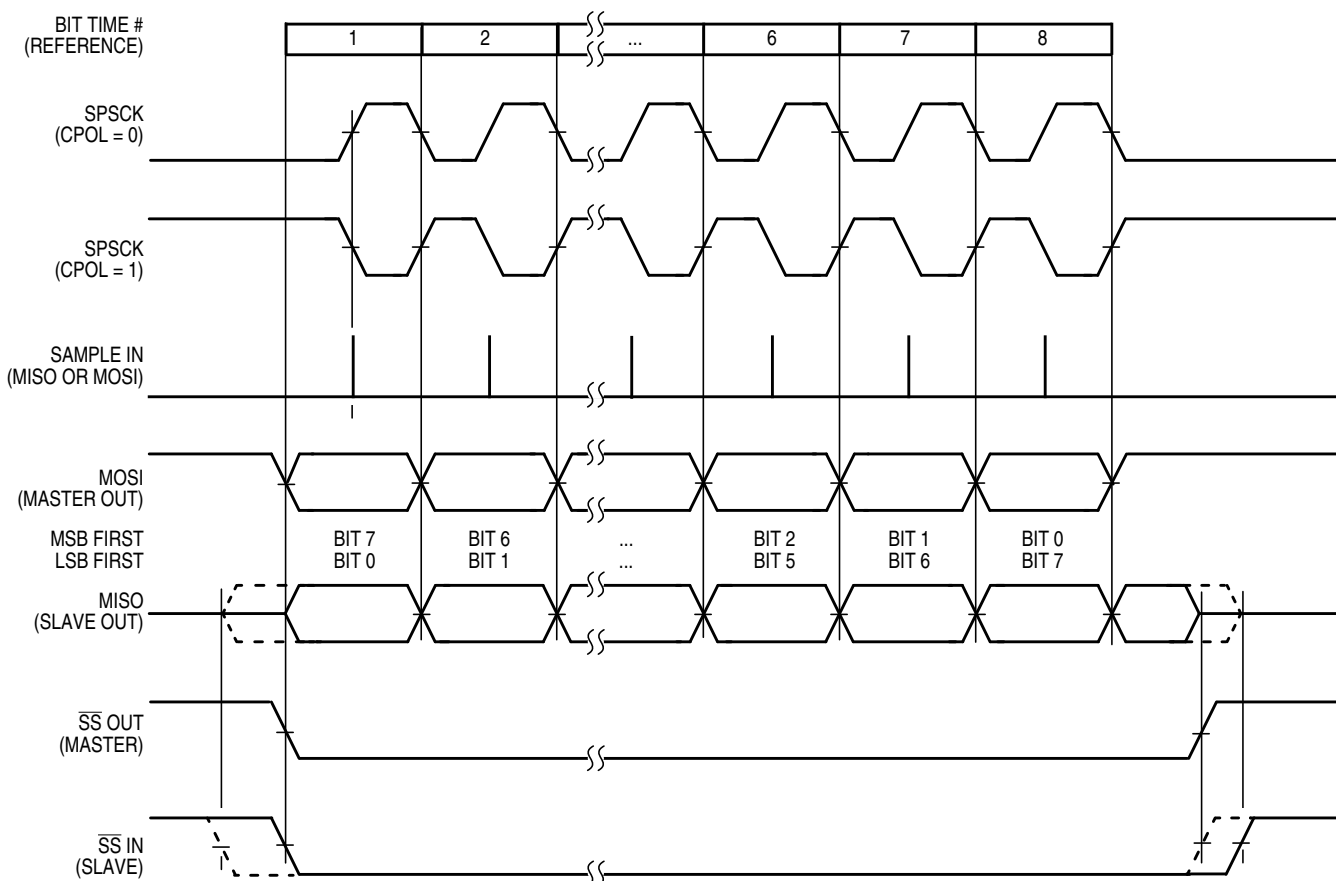 BIT TIME #
(REFERENCE)
1 2 ... 6 7 8
SPSCK
(CPOL = 0)
SPSCK
(CPOL = 1)
SAMPLE IN
(MISO OR MOSI)
MOSI
(MASTER OUT)
MSB FIRST BIT 7 BIT 6 ... BIT 2 BIT 1 BIT 0
LSB FIRST BIT 0 BIT 1 ... BIT 5 BIT 6 BIT 7
MISO
(SLAVE OUT)
SS OUT
(MASTER)
SS IN
(SLAVE)